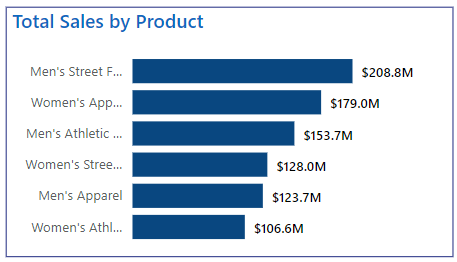 Total Sales by Product
Men's Street F... $208.8M
Women's App... $179.0M
Men's Athletic ... $153.7M
Women's Stree... $128.0M
Men's Apparel $123.7M
Women's Athl... $106.6M